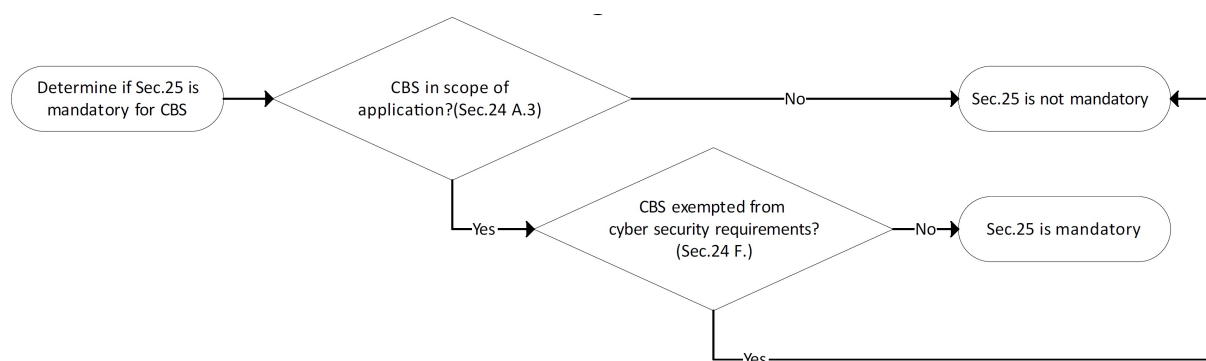 Determine if Sec.25 is
mandatory for CBS
CBS in scope of
application?(Sec.24 A.3)
No
Sec.25 is not mandatory
Yes
CBS exempted from
cyber security requirements?
(Sec.24 F.)
No
Sec.25 is mandatory
Yes